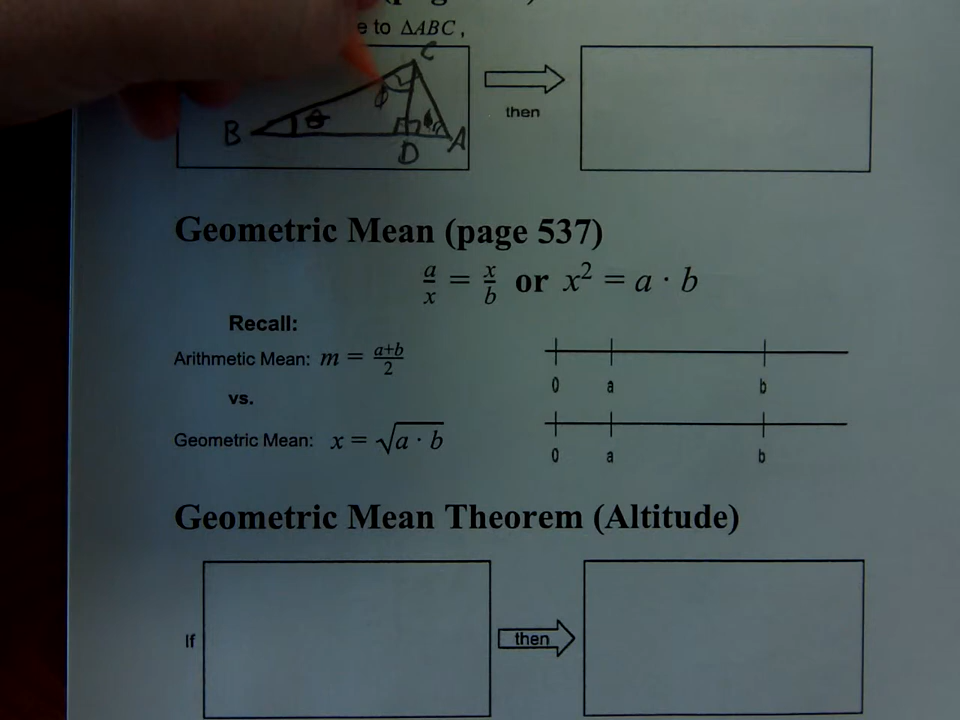 e to ΔABC,
C
ϕ
B θ A
D
then
Geometric Mean (page 537)
a/x = x/b or x² = a · b
Recall:
Arithmetic Mean: m = a+b/2
0 a b
vs.
Geometric Mean: x = √a · b
0 a b
Geometric Mean Theorem (Altitude)
If then